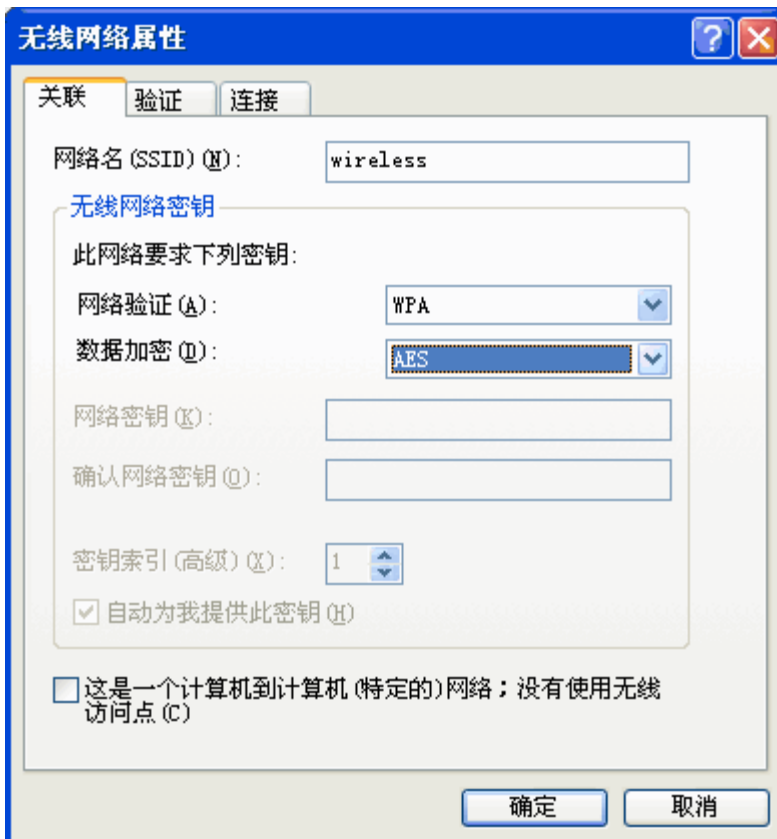 无线网络属性
关联 验证 连接
网络名(SSID)(N): wireless
无线网络密钥
此网络要求下列密钥:
网络验证(A): WPA
数据加密(D): AES
网络密钥(K):
确认网络密钥(O):
密钥索引(高级)(X): 1
自动为我提供此密钥(H)
这是一个计算机到计算机(特定的)网络；没有使用无线
访问点(C)
确定 取消